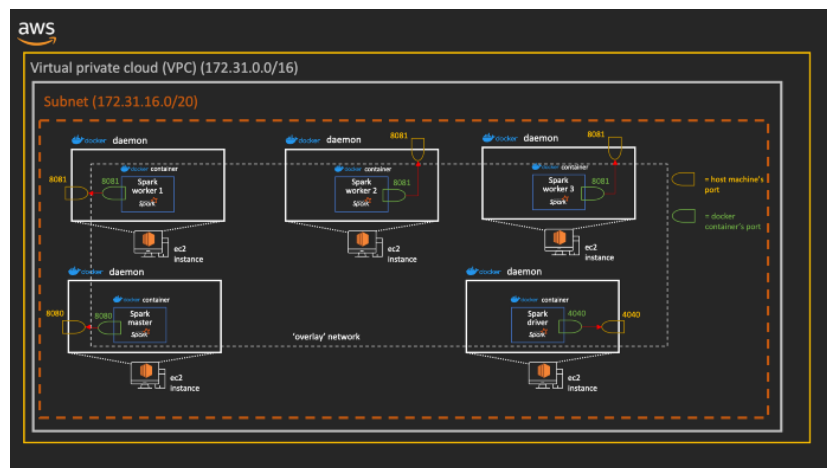 aws
Virtual private cloud (VPC) (172.31.0.0/16)
Subnet (172.31.16.0/20)
docker daemon
docker container
Spark
worker 1
Spark
8081
8081
ec2
instance
docker daemon
docker container
Spark
worker 2
Spark
8081
8081
ec2
instance
docker daemon
docker container
Spark
worker 3
Spark
8081
8081
ec2
instance
= host machine's
port
= docker
container's port
docker daemon
docker container
Spark
master
Spark
8080
8080
ec2
instance
'overlay' network
docker daemon
docker container
Spark
driver
Spark
4040
4040
ec2
instance